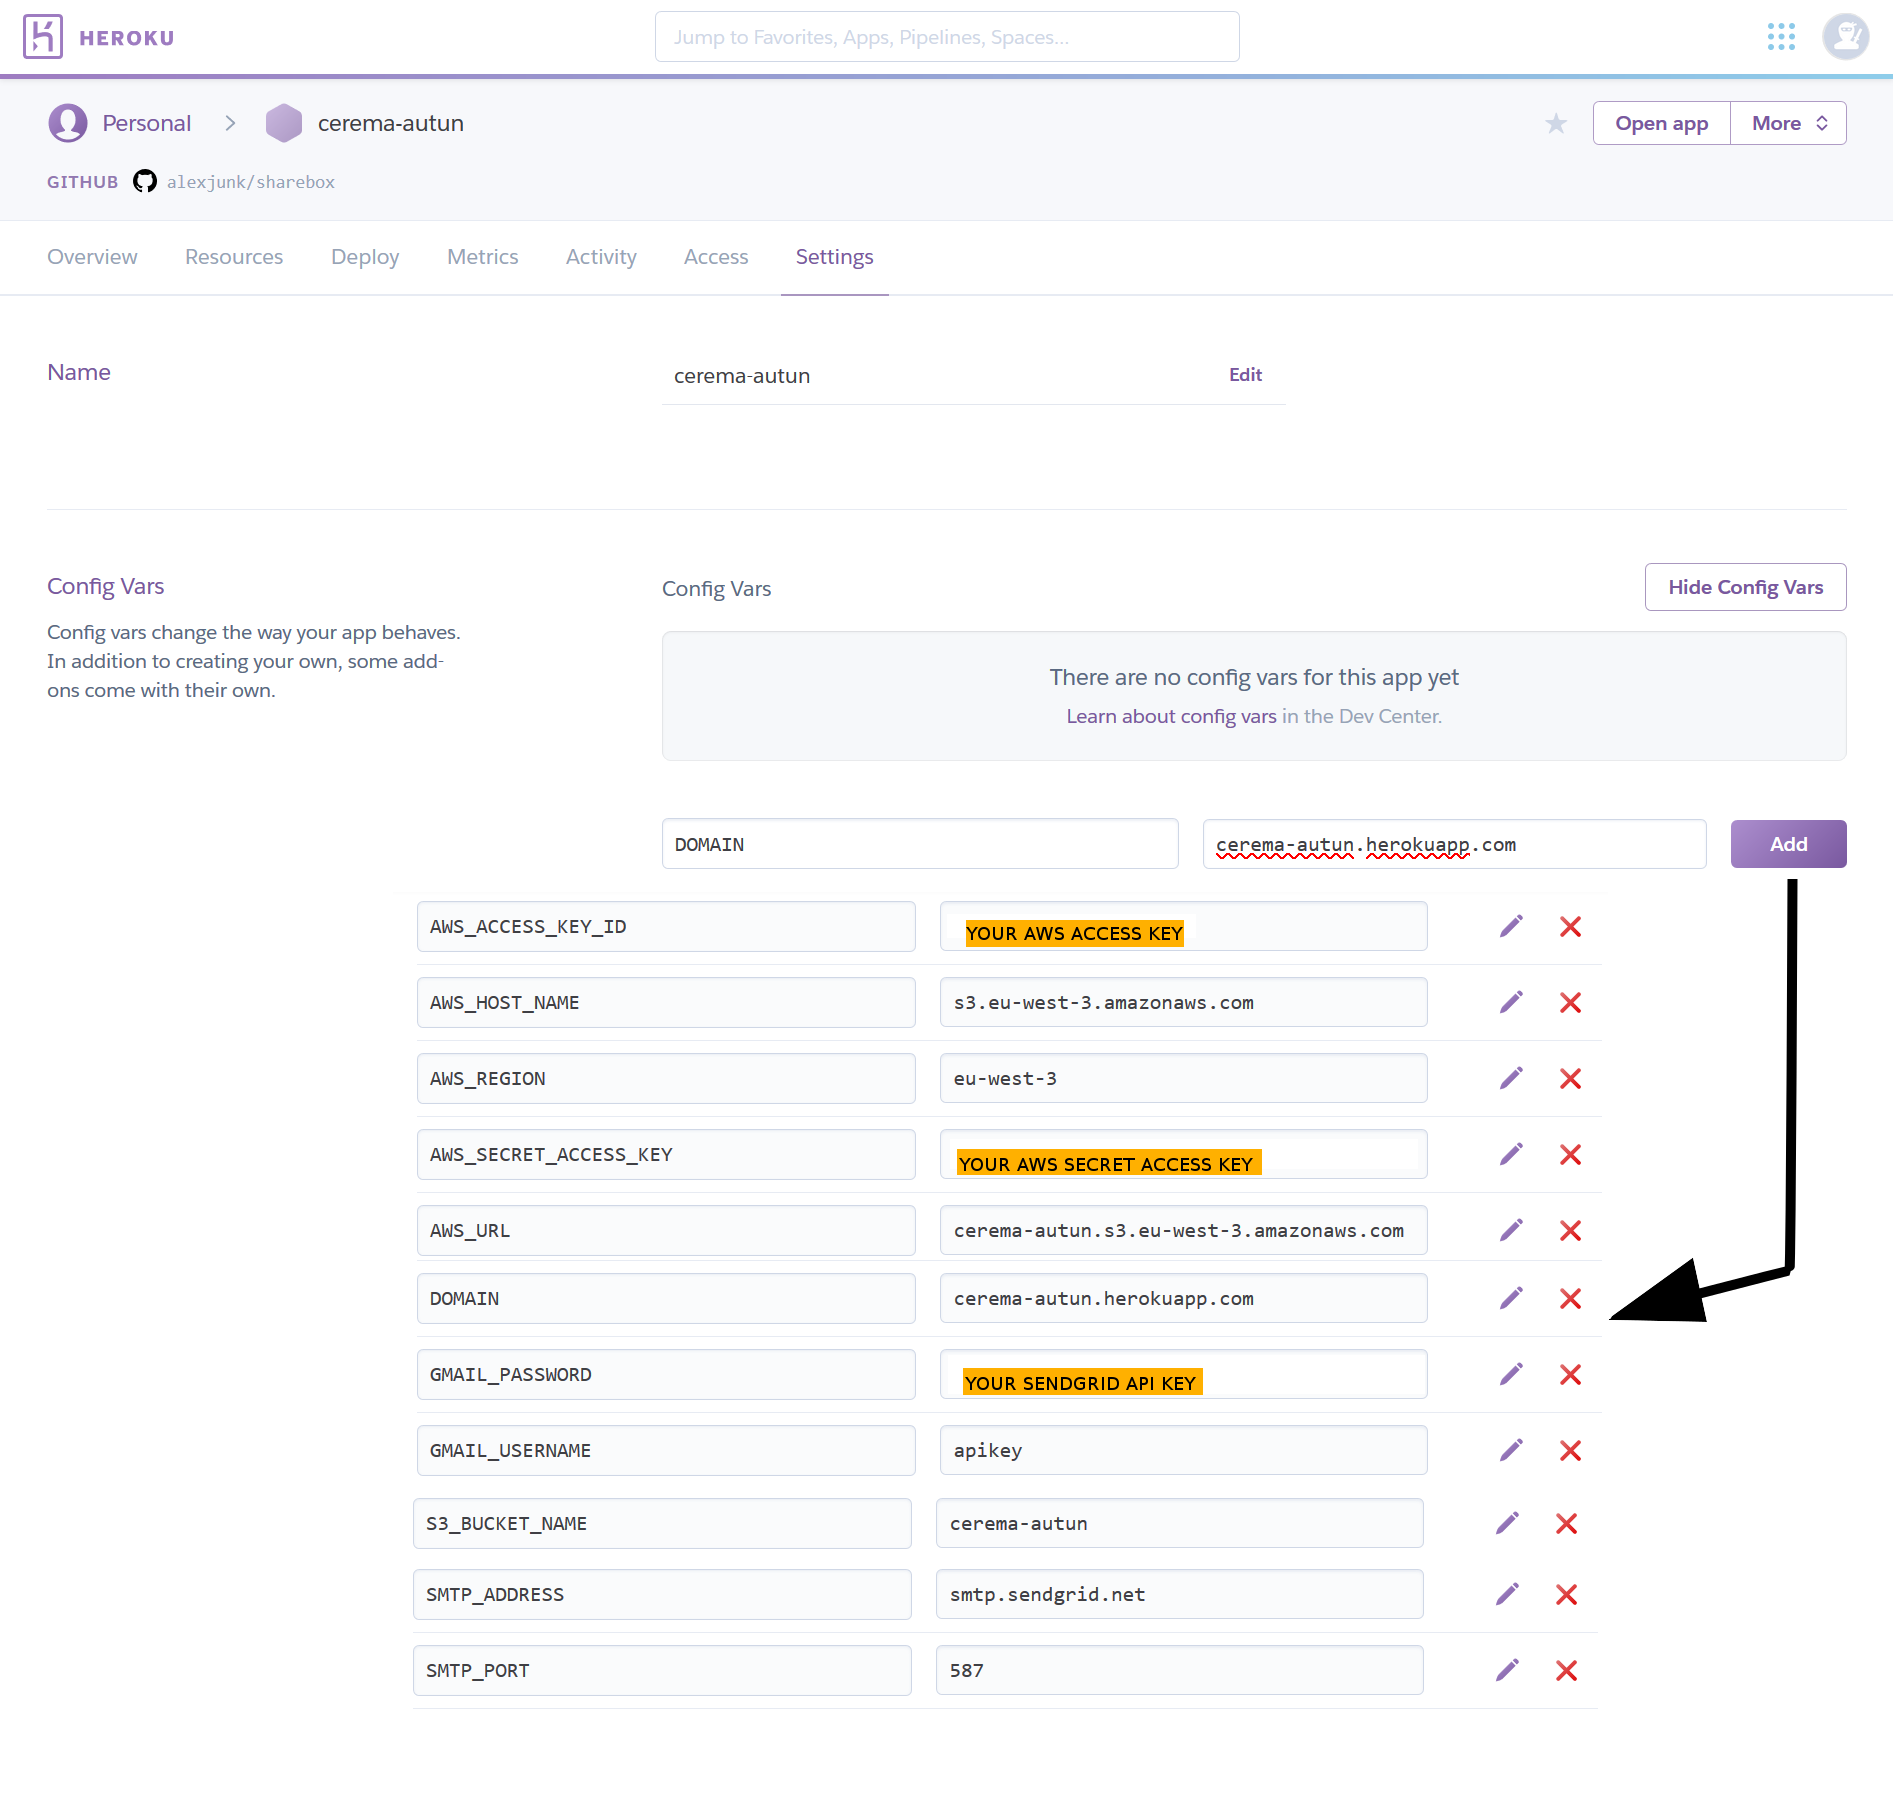 HEROKU
Jump to Favorites, Apps, Pipelines, Spaces...
Personal > cerema-autun
Open app
More
GITHUB alexjunk/sharebox
Overview Resources Deploy Metrics Activity Access Settings
Name
cerema-autun
Edit
Config Vars
Config vars change the way your app behaves.
In addition to creating your own, some add-
ons come with their own.
Config Vars
Hide Config Vars
There are no config vars for this app yet
Learn about config vars in the Dev Center.
DOMAIN cerema-autun.herokuapp.com Add
AWS_ACCESS_KEY_ID YOUR AWS ACCESS KEY
AWS_HOST_NAME s3.eu-west-3.amazonaws.com
AWS_REGION eu-west-3
AWS_SECRET_ACCESS_KEY YOUR AWS SECRET ACCESS KEY
AWS_URL cerema-autun.s3.eu-west-3.amazonaws.com
DOMAIN cerema-autun.herokuapp.com
GMAIL_PASSWORD YOUR SENDGRID API KEY
GMAIL_USERNAME apikey
S3_BUCKET_NAME cerema-autun
SMTP_ADDRESS smtp.sendgrid.net
SMTP_PORT 587